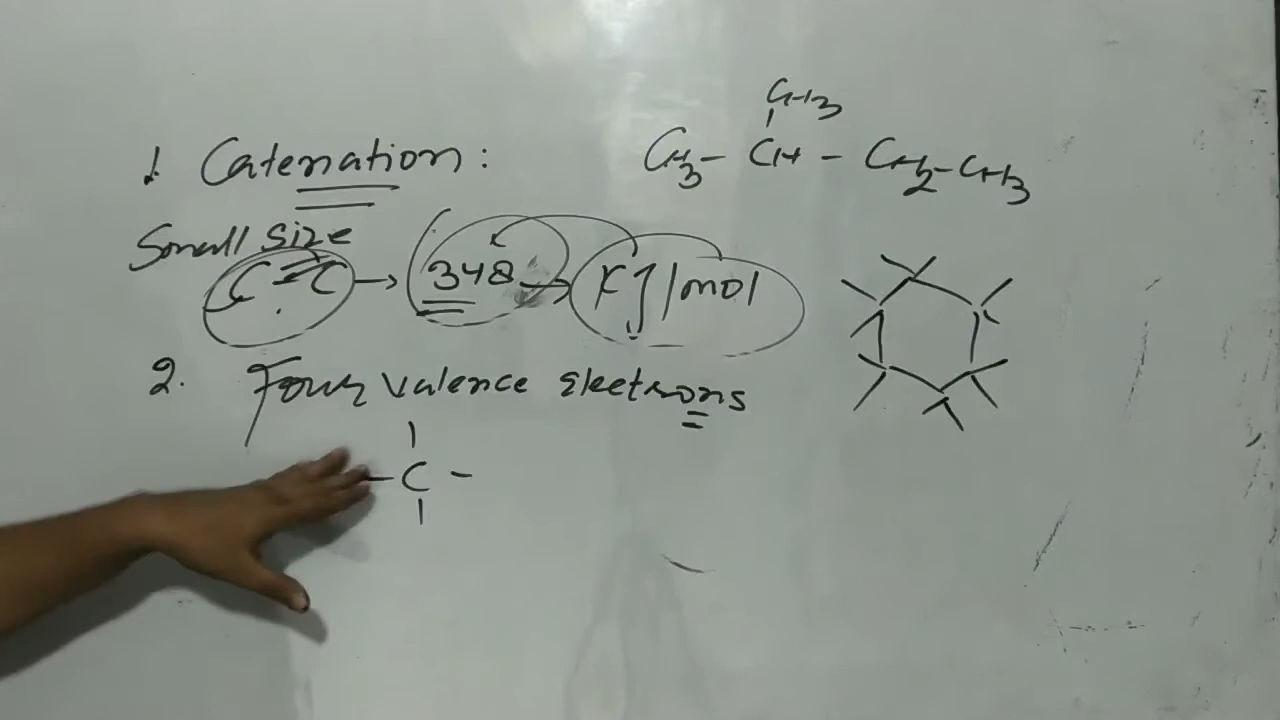 1. Catenation:
CH3
CH3 - CH - CH2 - CH3
Small size
C - C → 348 → KJ/mol
2. Four valence electrons
- C -